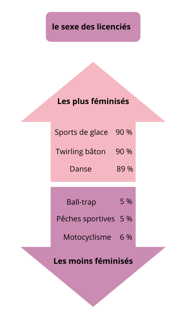 le sexe des licenciés
Les plus féminisés
Sports de glace 90 %
Twirling bâton 90 %
Danse 89 %
Ball-trap 5 %
Pêches sportives 5 %
Motocyclisme 6 %
Les moins féminisés